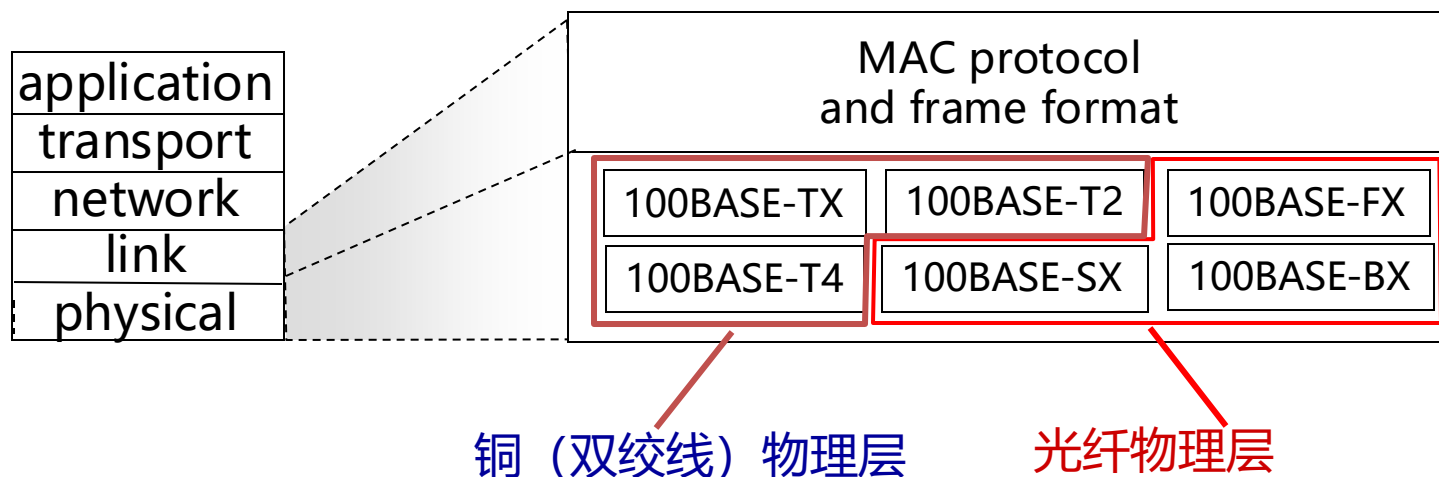 application
transport
network
link
physical
MAC protocol
and frame format
100BASE-TX
100BASE-T2
100BASE-FX
100BASE-T4
100BASE-SX
100BASE-BX
铜（双绞线）物理层
光纤物理层